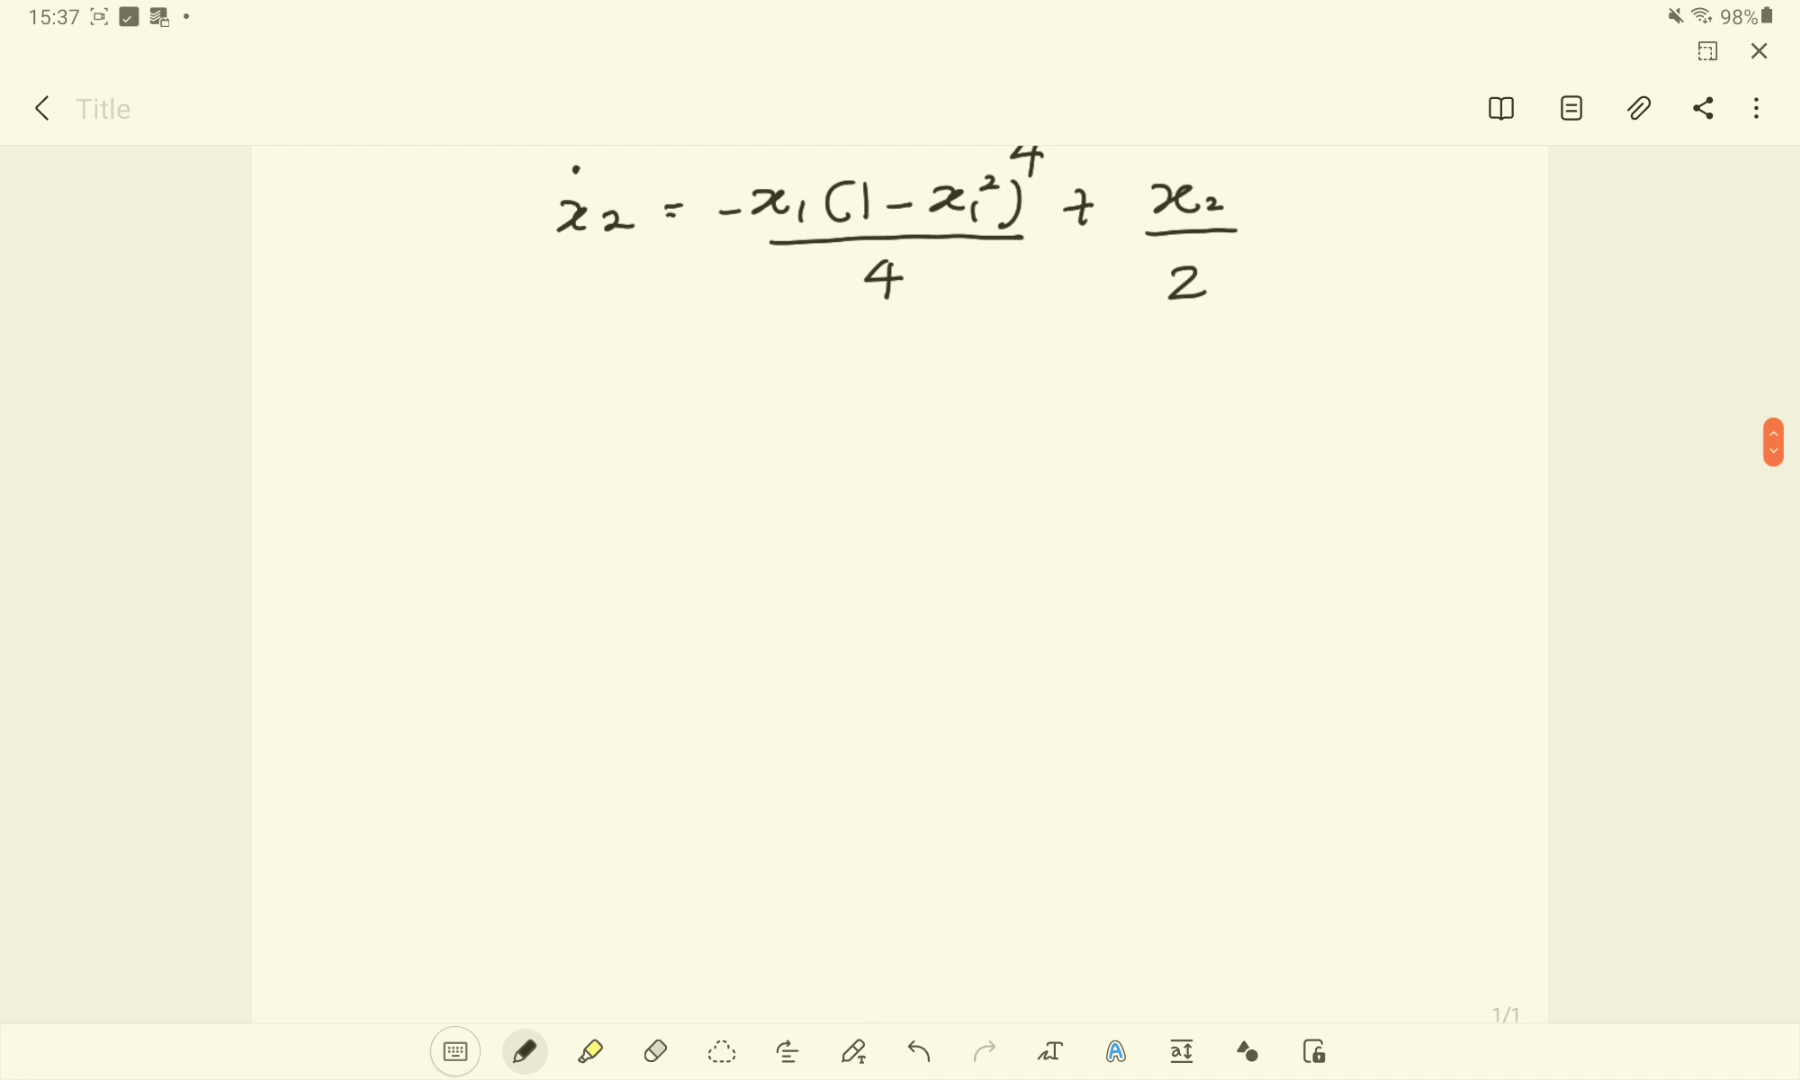 15:37 98%
Title
ẋ₂ = -x₁(1 - x₁²)⁴/4 + x₂/2
1/1